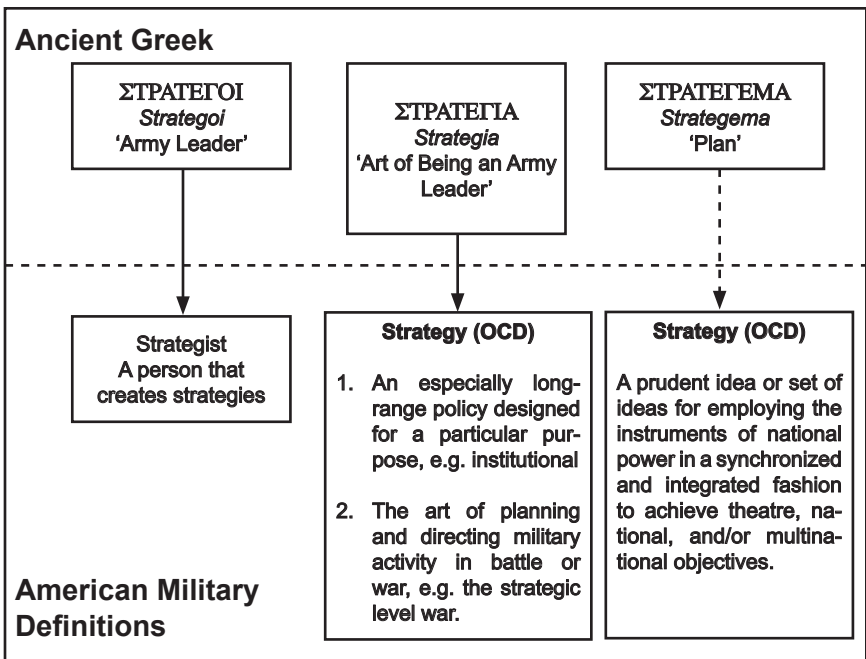 Ancient Greek
ΣΤΡΑΤΕΓΟΙ
Strategoi
‘Army Leader’
ΣΤΡΑΤΕΓΙΑ
Strategia
‘Art of Being an Army
Leader’
ΣΤΡΑΤΕΓΕΜΑ
Strategema
‘Plan’
Strategist
A person that
creates strategies
Strategy (OCD)
1. An especially long-
range policy designed
for a particular pur-
pose, e.g. institutional
2. The art of planning
and directing military
activity in battle or
war, e.g. the strategic
level war.
Strategy (OCD)
A prudent idea or set of
ideas for employing the
instruments of national
power in a synchronized
and integrated fashion
to achieve theatre, na-
tional, and/or multina-
tional objectives.
American Military
Definitions